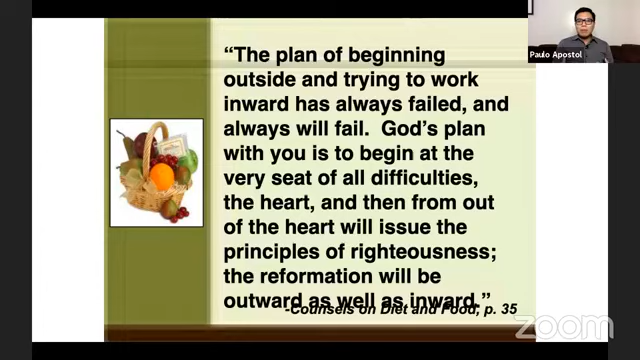 Paulo Apostol
“The plan of beginning
outside and trying to work
inward has always failed, and
always will fail.  God’s plan
with you is to begin at the
very seat of all difficulties,
the heart, and then from out
of the heart will issue the
principles of righteousness;
the reformation will be
outward as well as inward.”
-Counsels on Diet and Food, p. 35
zoom